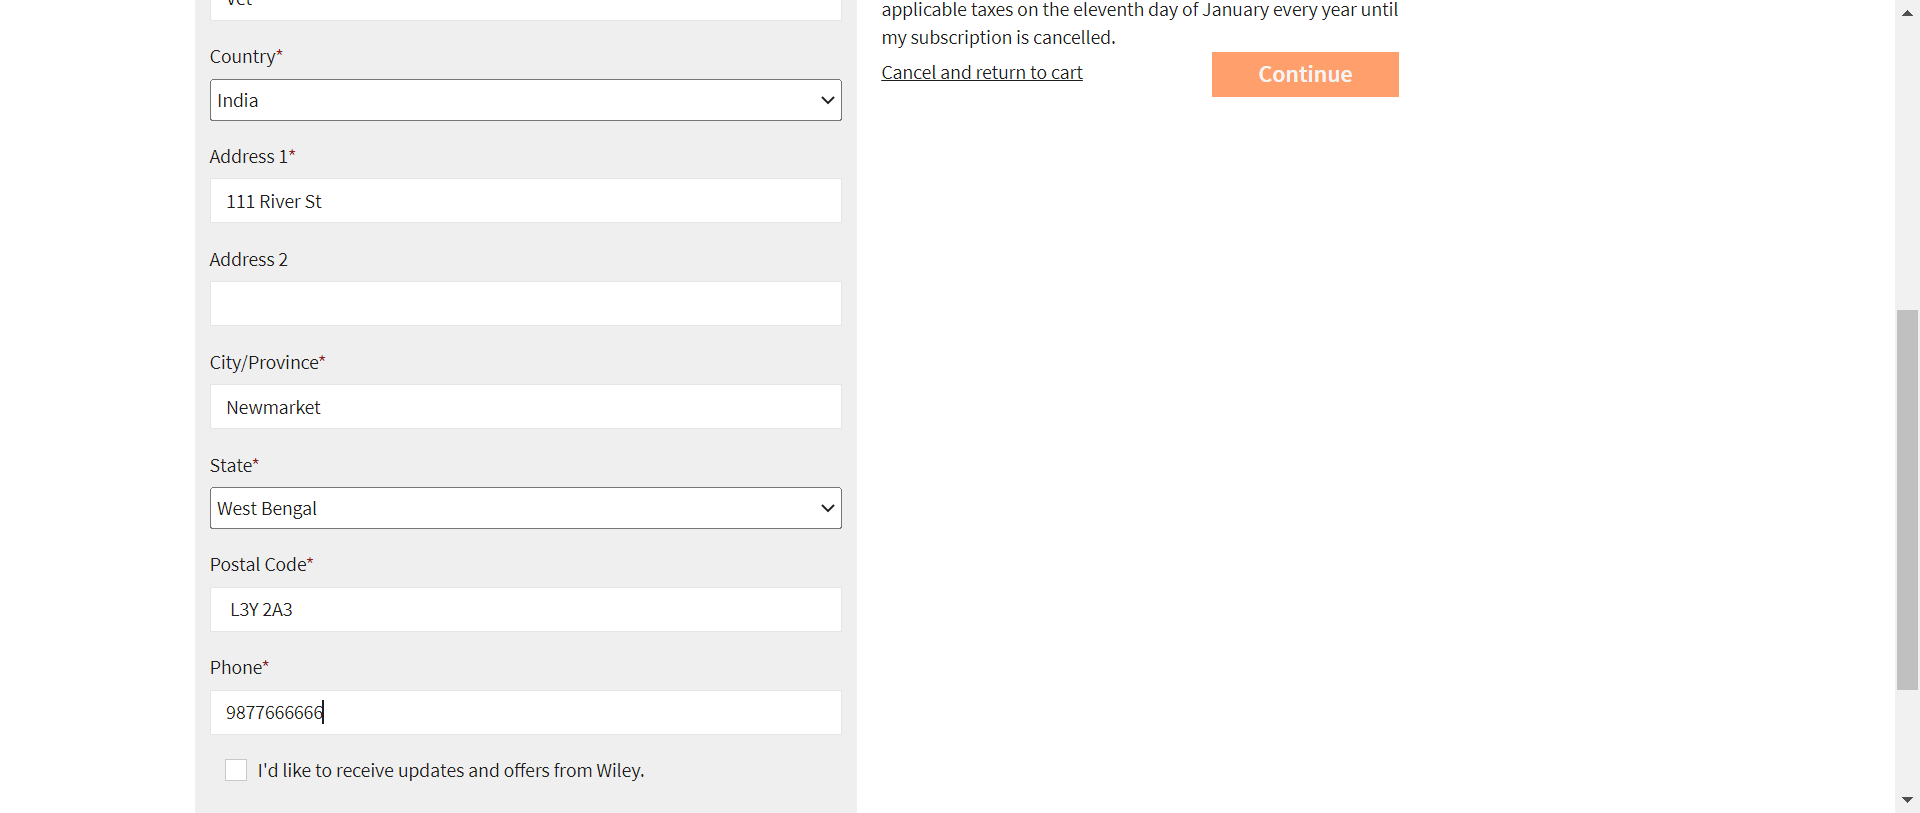 Country*
India
Address 1*
111 River St
Address 2
City/Province*
Newmarket
State*
West Bengal
Postal Code*
L3Y 2A3
Phone*
9877666666
I'd like to receive updates and offers from Wiley.
applicable taxes on the eleventh day of January every year until
my subscription is cancelled.
Cancel and return to cart
Continue